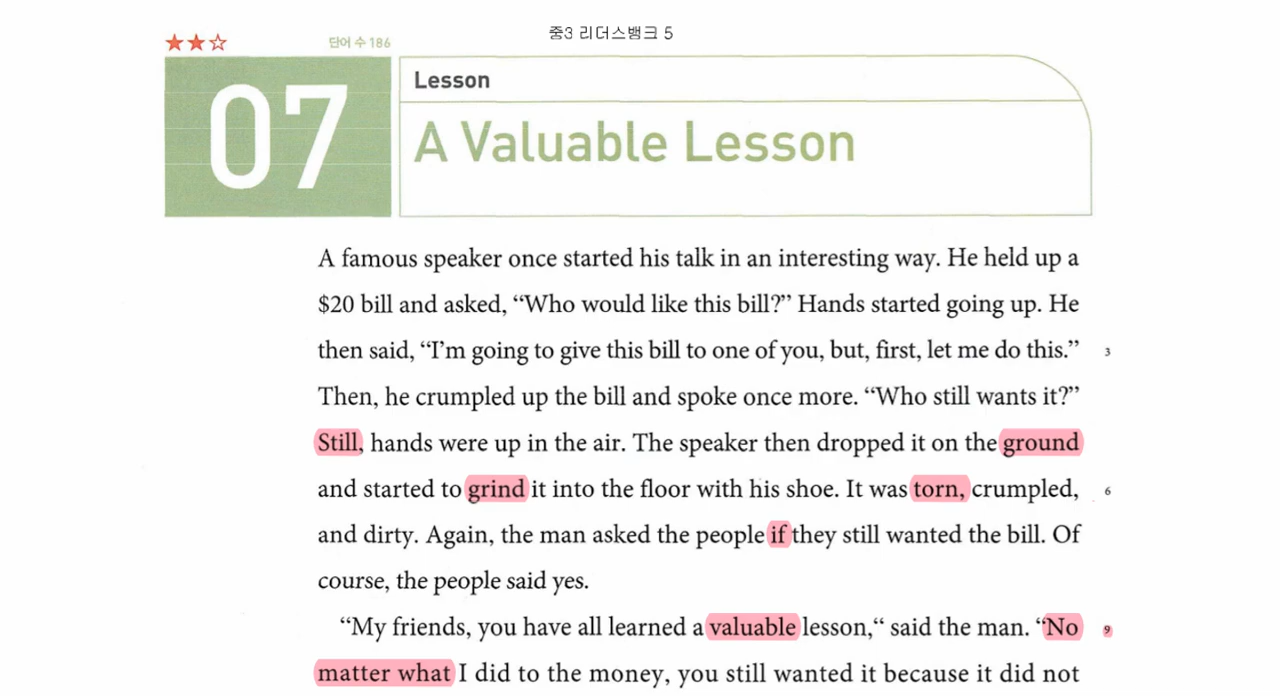 중3 리더스뱅크 5
★★☆ 단어 수 186
07
Lesson
A Valuable Lesson
A famous speaker once started his talk in an interesting way. He held up a
$20 bill and asked, “Who would like this bill?” Hands started going up. He
then said, “I’m going to give this bill to one of you, but, first, let me do this.” 3
Then, he crumpled up the bill and spoke once more. “Who still wants it?”
Still, hands were up in the air. The speaker then dropped it on the ground
and started to grind it into the floor with his shoe. It was torn, crumpled, 6
and dirty. Again, the man asked the people if they still wanted the bill. Of
course, the people said yes.
“My friends, you have all learned a valuable lesson,“ said the man. “No 9
matter what I did to the money, you still wanted it because it did not